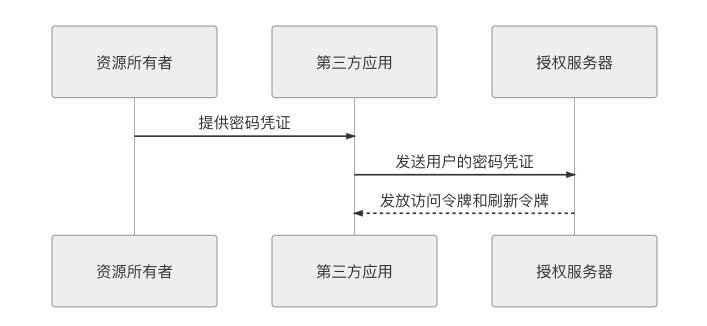 资源所有者
第三方应用
授权服务器
提供密码凭证
发送用户的密码凭证
发放访问令牌和刷新令牌
资源所有者
第三方应用
授权服务器